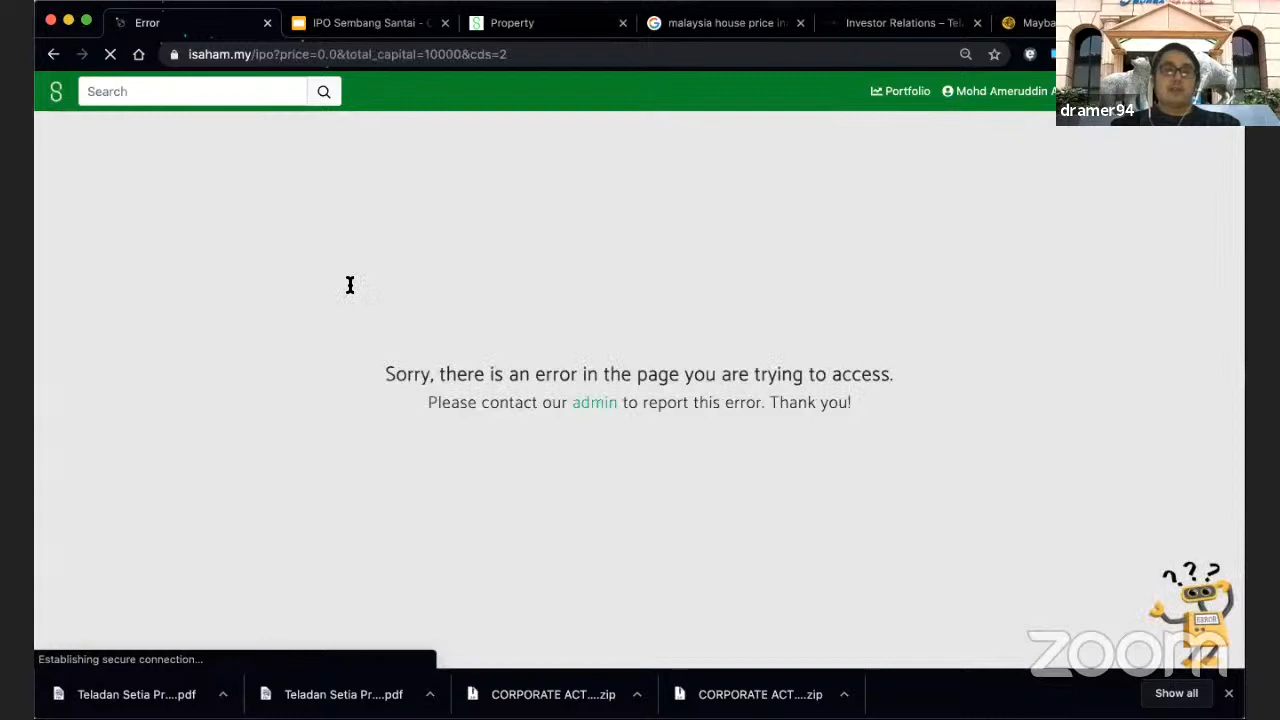 Error
IPO Sembang Santai - C
Property
malaysia house price in
Investor Relations – Tel
Mayba
isaham.my/ipo?price=0.0&total_capital=10000&cds=2
Search
Portfolio
Mohd Ameruddin A
dramer94
Sorry, there is an error in the page you are trying to access.
Please contact our admin to report this error. Thank you!
???
ERROR
zoom
Establishing secure connection...
Teladan Setia Pr....pdf
Teladan Setia Pr....pdf
CORPORATE ACT....zip
CORPORATE ACT....zip
Show all